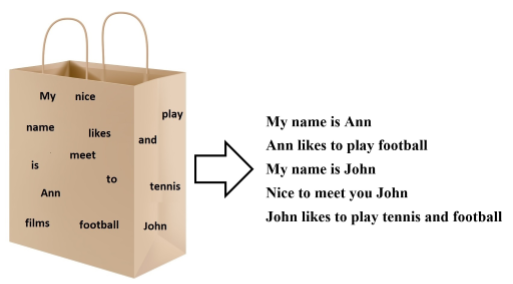 My nice
play
name likes and
meet
is
to
Ann tennis
films football John
My name is Ann
Ann likes to play football
My name is John
Nice to meet you John
John likes to play tennis and football